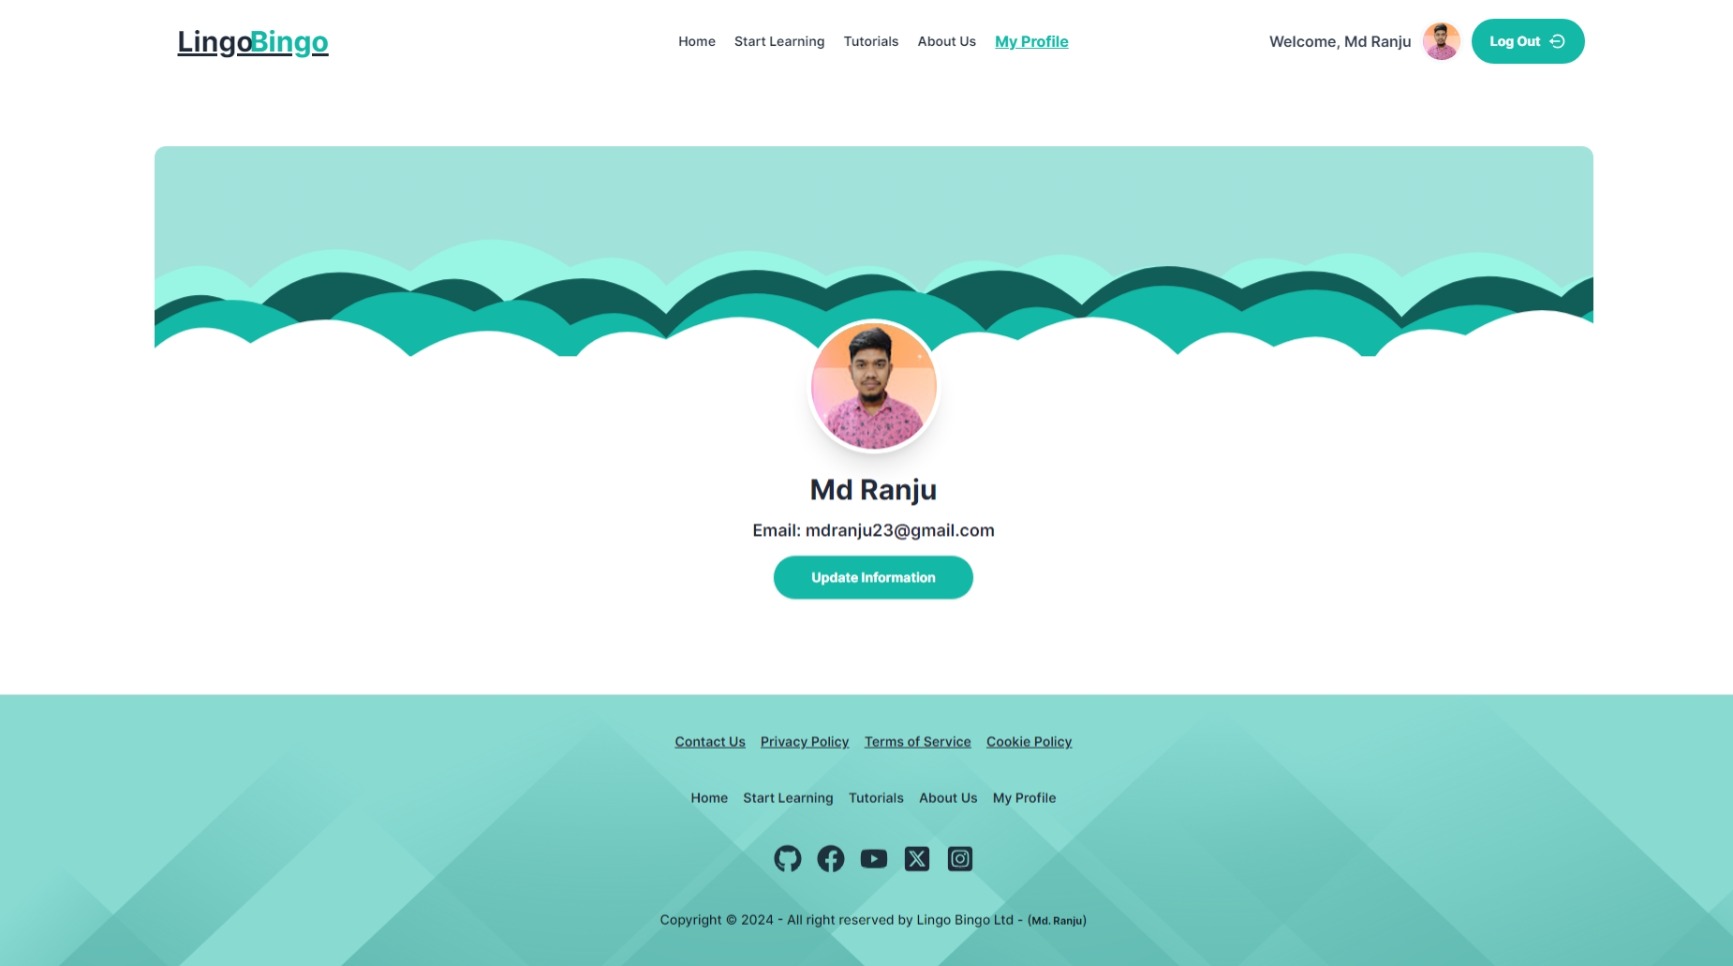 LingoBingo Home Start Learning Tutorials About Us My Profile Welcome, Md Ranju Log Out
Md Ranju
Email: mdranju23@gmail.com
Update Information
Contact Us Privacy Policy Terms of Service Cookie Policy
Home Start Learning Tutorials About Us My Profile
Copyright © 2024 - All right reserved by Lingo Bingo Ltd - (Md. Ranju)